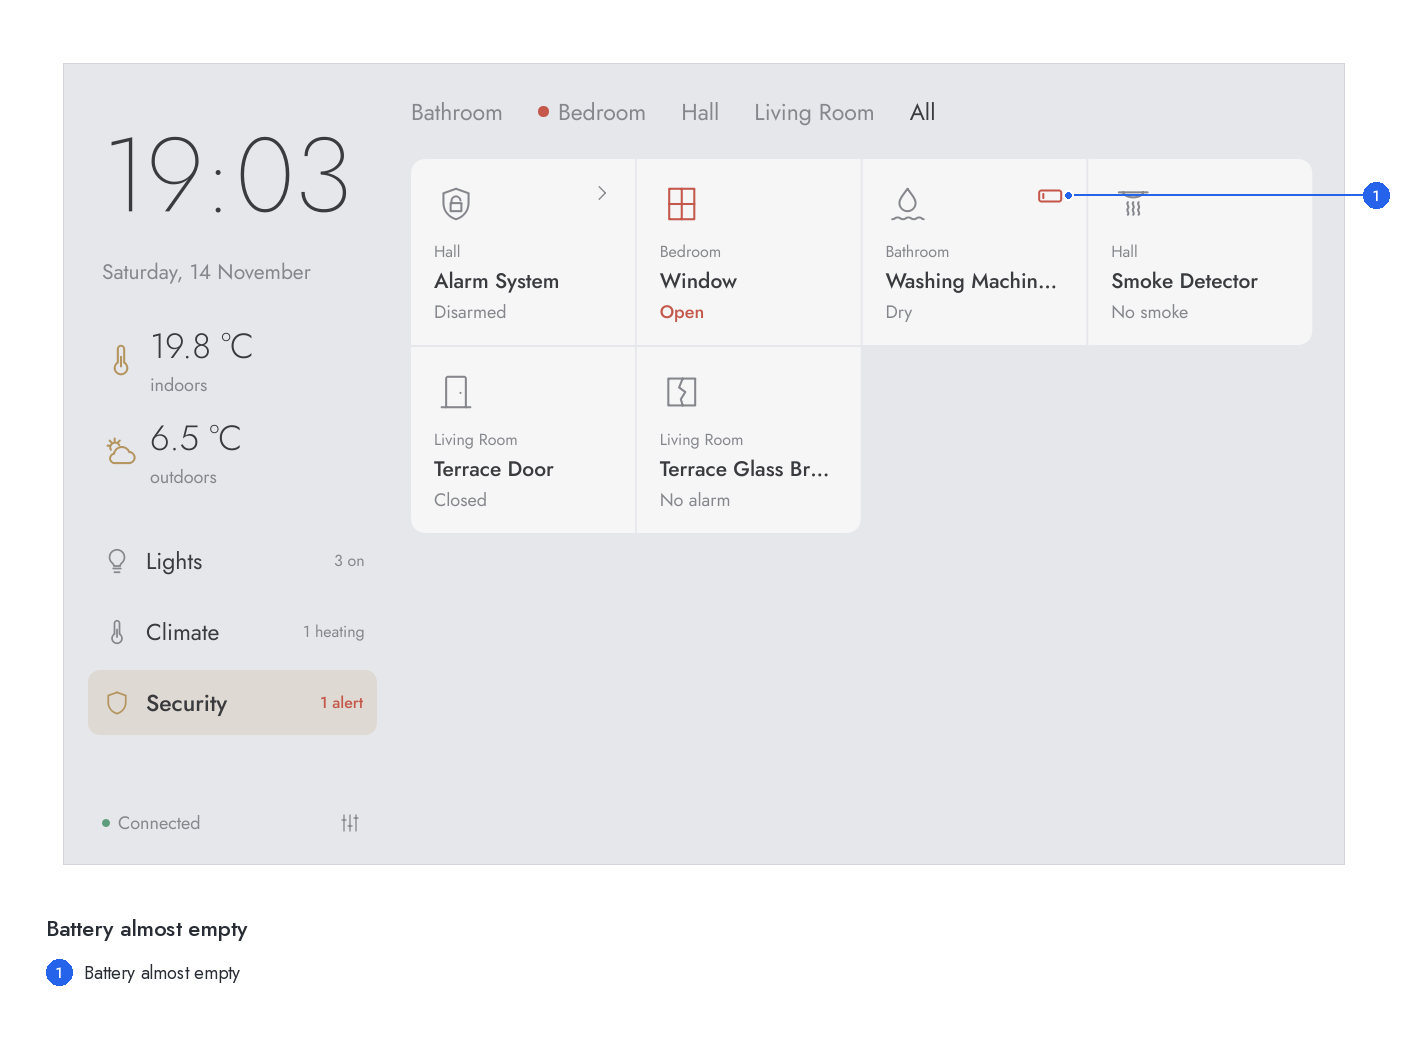 19:03
Saturday, 14 November
19.8 °C
indoors
6.5 °C
outdoors
Lights 3 on
Climate 1 heating
Security 1 alert
Connected
Bathroom Bedroom Hall Living Room All
Hall
Alarm System
Disarmed
Bedroom
Window
Open
Bathroom
Washing Machin...
Dry
Hall
Smoke Detector
No smoke
1
Living Room
Terrace Door
Closed
Living Room
Terrace Glass Br...
No alarm
Battery almost empty
1 Battery almost empty